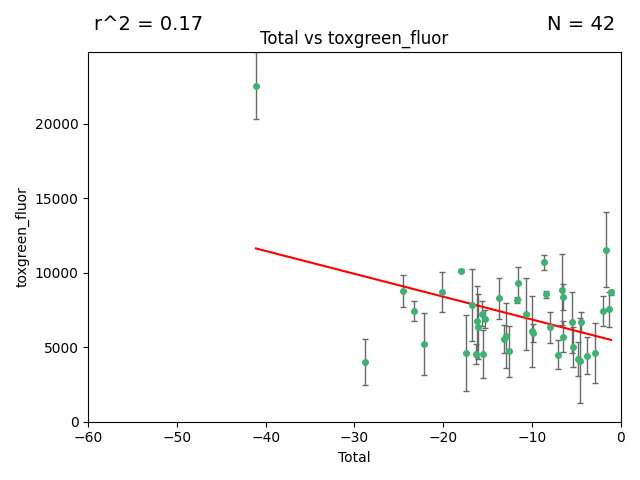 r^2 = 0.17
N = 42
Total vs toxgreen_fluor
toxgreen_fluor
20000
15000
10000
5000
0
−60
−50
−40
−30
−20
−10
0
Total